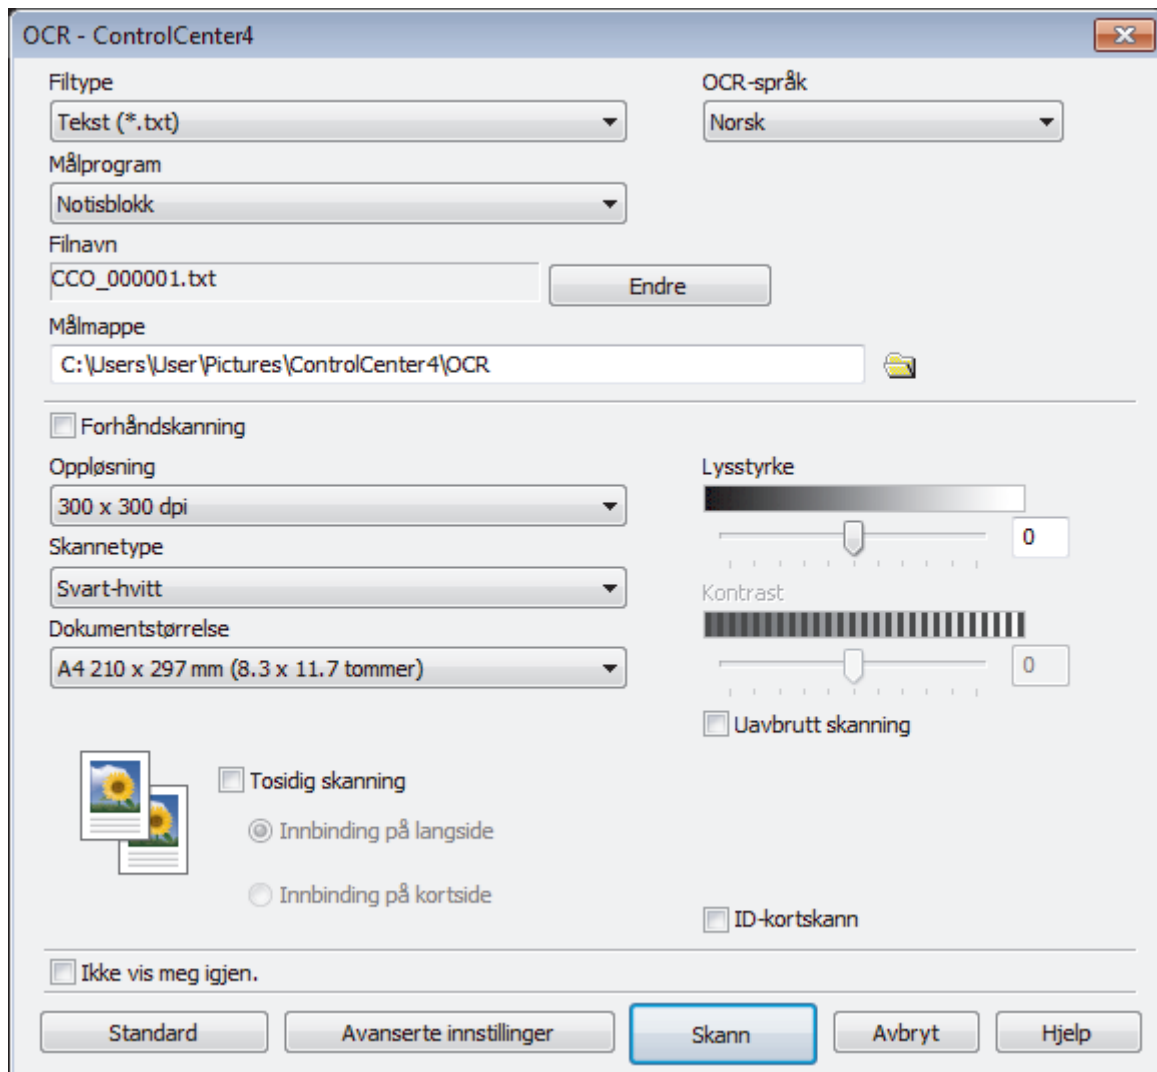 OCR - ControlCenter4
Filtype
OCR-språk
Tekst (*.txt)
Norsk
Målprogram
Notisblokk
Filnavn
CCO_000001.txt
Endre
Målmappe
C:\Users\User\Pictures\ControlCenter4\OCR
Forhåndskanning
Oppløsning
Lysstyrke
300 x 300 dpi
0
Skannetype
Svart-hvitt
Kontrast
Dokumentstørrelse
A4 210 x 297 mm (8.3 x 11.7 tommer)
0
Uavbrutt skanning
Tosidig skanning
Innbinding på langside
Innbinding på kortside
ID-kortskann
Ikke vis meg igjen.
Standard
Avanserte innstillinger
Skann
Avbryt
Hjelp